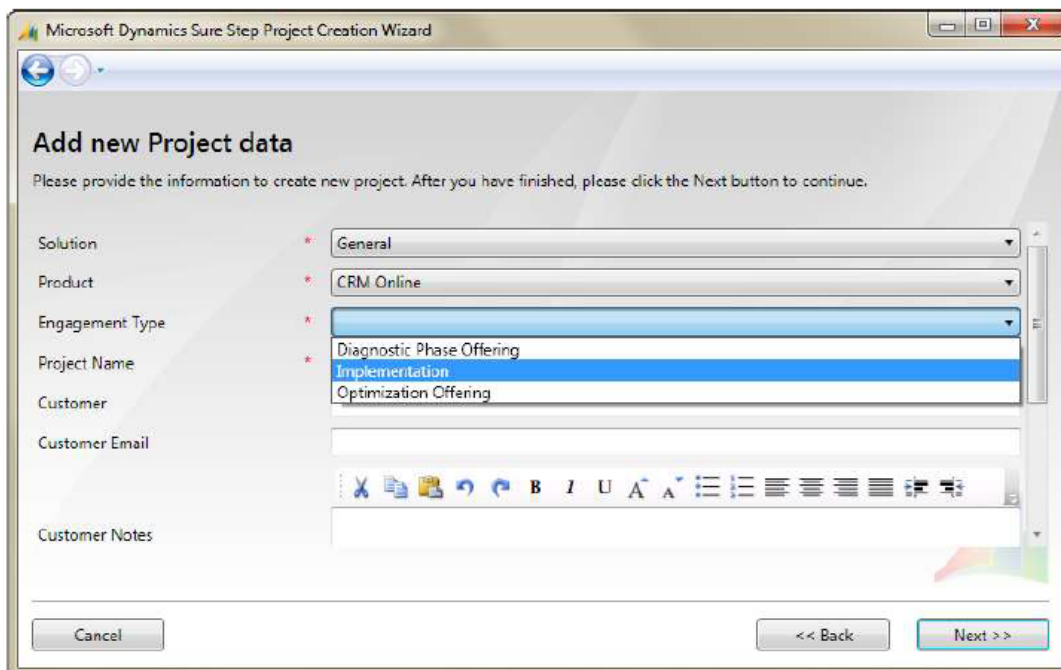 Microsoft Dynamics Sure Step Project Creation Wizard
Add new Project data
Please provide the information to create new project. After you have finished, please click the Next button to continue.
Solution * General
Product * CRM Online
Engagement Type *
Diagnostic Phase Offering
Project Name *
Implementation
Optimization Offering
Customer
Customer Email
B I U A A
Customer Notes
Cancel << Back Next >>